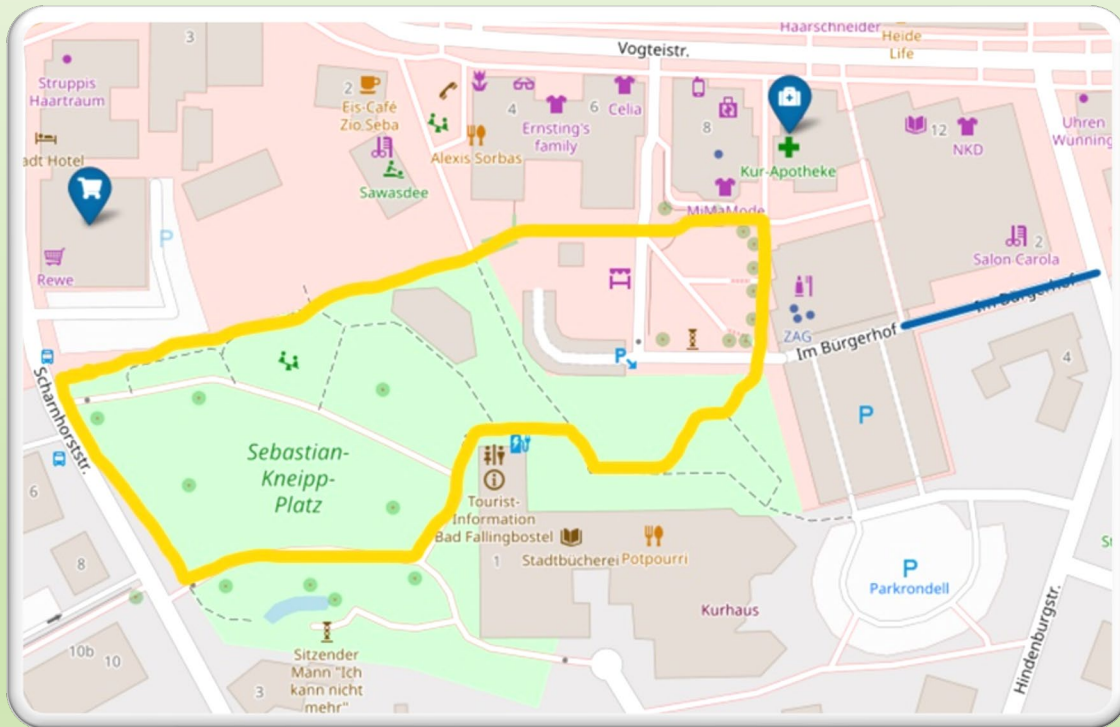 Haarschneider
Heide
Life
Vogteistr.
3
Struppis
Haartraum
2
Eis-Café
Zio Seba
4
6
Celia
Ernsting's
family
8
12
NKD
Uhren
Wunning
adt Hotel
Alexis Sorbas
Sawasdee
Kur-Apotheke
MiMaMode
P
Rewe
2
Salon Carola
ZAG
Im Bürgerhof
Im Bürgerhof
P
4
Scharnhorststr.
P
Sebastian-
Kneipp-
Platz
6
8
Tourist-
Information
Bad Fallingbostel
Stadtbücherei
Potpourri
1
P
Parkrondell
Kurhaus
Hindenburgstr.
St
10b
10
Sitzender
Mann "Ich
kann nicht
mehr"
3